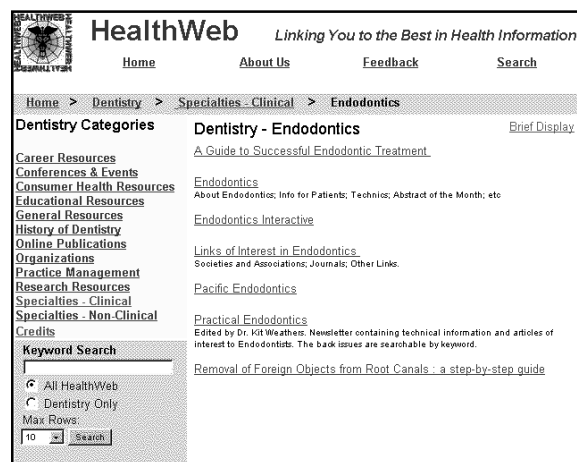 HEALTHWEB
HealthWeb
Linking You to the Best in Health Information
Home About Us Feedback Search
Home > Dentistry > Specialties - Clinical > Endodontics
Dentistry Categories
Career Resources
Conferences & Events
Consumer Health Resources
Educational Resources
General Resources
History of Dentistry
Online Publications
Organizations
Practice Management
Research Resources
Specialties - Clinical
Specialties - Non-Clinical
Credits
Keyword Search
All HealthWeb
Dentistry Only
Max Rows:
10 Search
Dentistry - Endodontics Brief Display
A Guide to Successful Endodontic Treatment
Endodontics
About Endodontics; Info for Patients; Technics; Abstract of the Month; etc
Endodontics Interactive
Links of Interest in Endodontics
Societies and Associations; Journals; Other Links.
Pacific Endodontics
Practical Endodontics
Edited by Dr. Kit Weathers. Newsletter containing technical information and articles of
interest to Endodontists. The back issues are searchable by keyword.
Removal of Foreign Objects from Root Canals : a step-by-step guide